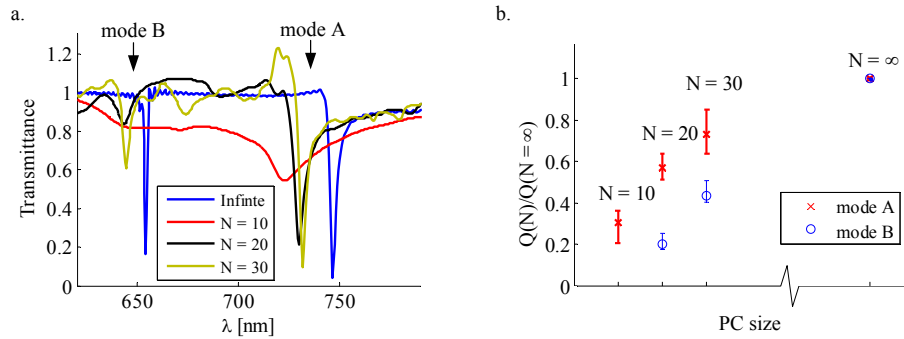 a.
mode B
mode A
1.2
1
0.8
0.6
0.4
0.2
0
Transmittance
Infinte
N = 10
N = 20
N = 30
650
700
750
λ [nm]
b.
N = ∞
N = 30
N = 20
N = 10
1
0.8
0.6
0.4
0.2
0
Q(N)/Q(N = ∞)
mode A
mode B
PC size